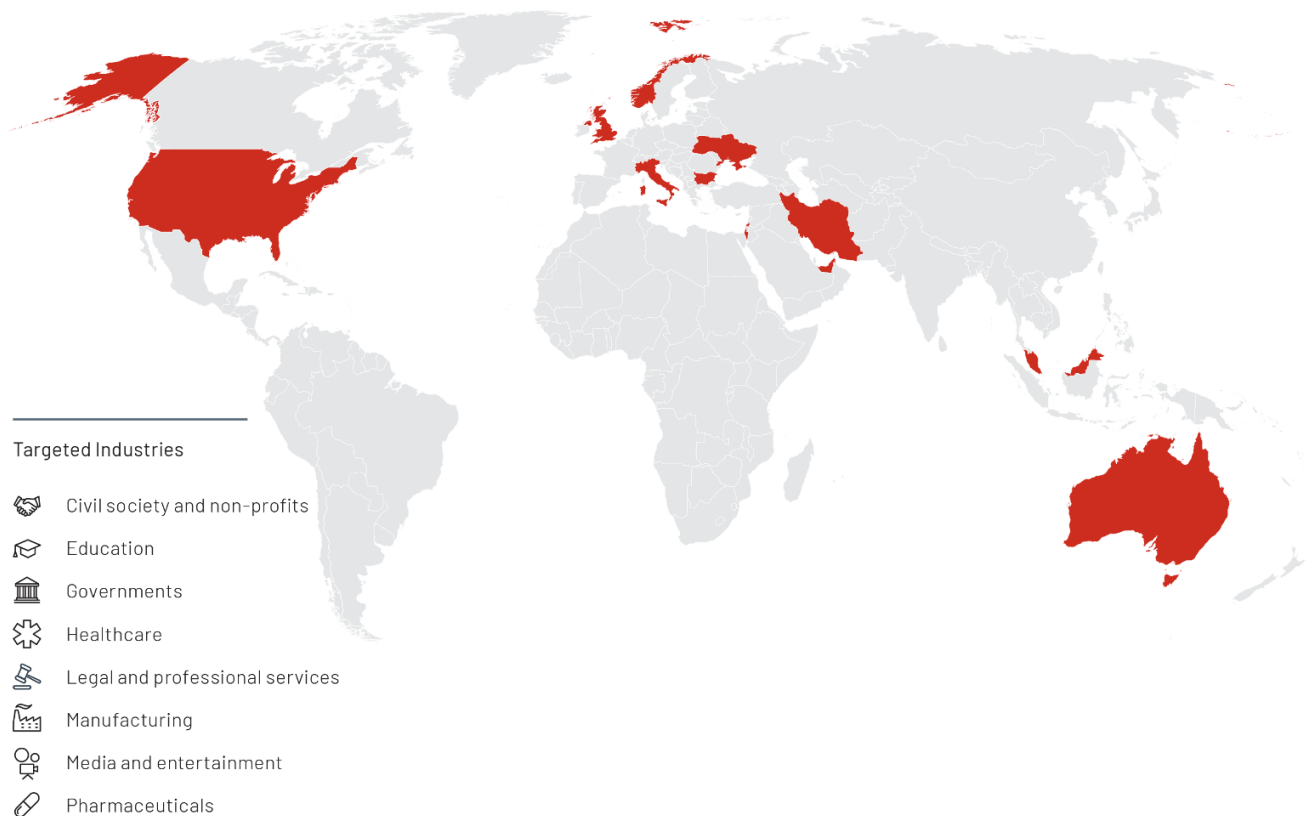 Targeted Industries
Civil society and non-profits
Education
Governments
Healthcare
Legal and professional services
Manufacturing
Media and entertainment
Pharmaceuticals